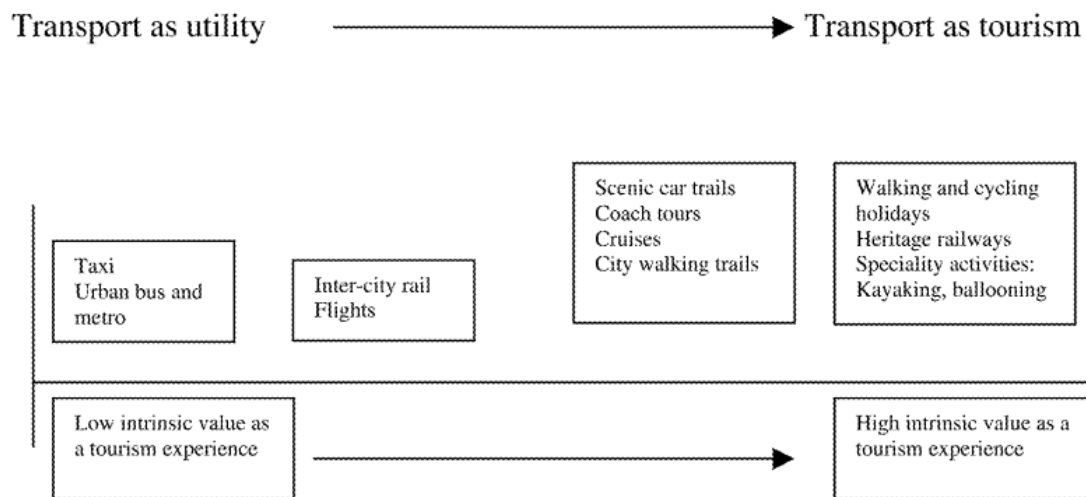 Transport as utility
Transport as tourism
Scenic car trails
Coach tours
Cruises
City walking trails
Walking and cycling
holidays
Heritage railways
Speciality activities:
Kayaking, ballooning
Taxi
Urban bus and
metro
Inter-city rail
Flights
Low intrinsic value as
a tourism experience
High intrinsic value as a
tourism experience